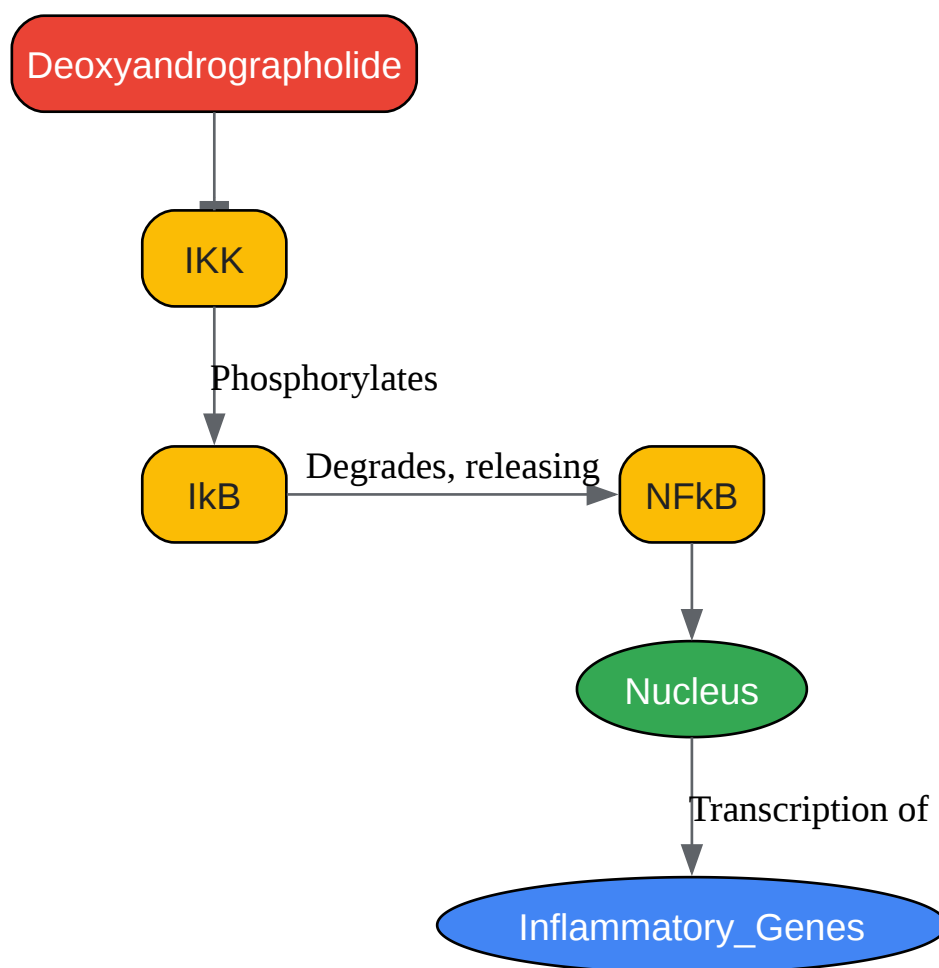 Deoxyandrographolide
IKK
Phosphorylates
IkB
Degrades, releasing
NFkB
Nucleus
Transcription of
Inflammatory_Genes